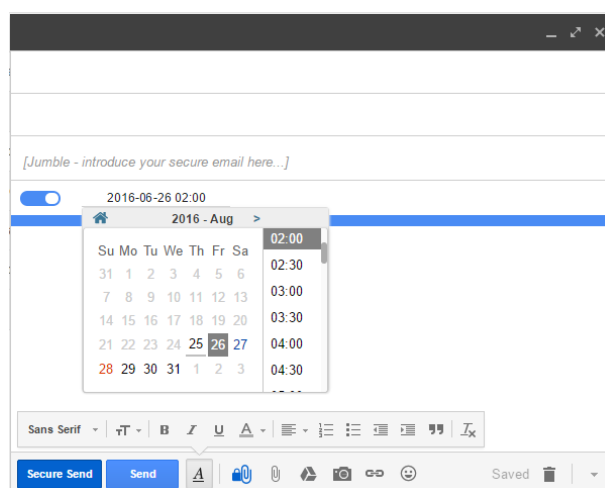 [Jumble - introduce your secure email here...]
2016-06-26 02:00
2016 - Aug >
Su Mo Tu We Th Fr Sa
31 1 2 3 4 5 6
7 8 9 10 11 12 13
14 15 16 17 18 19 20
21 22 23 24 25 26 27
28 29 30 31 1 2 3
02:00
02:30
03:00
03:30
04:00
04:30
Sans Serif
Secure Send Send A Saved